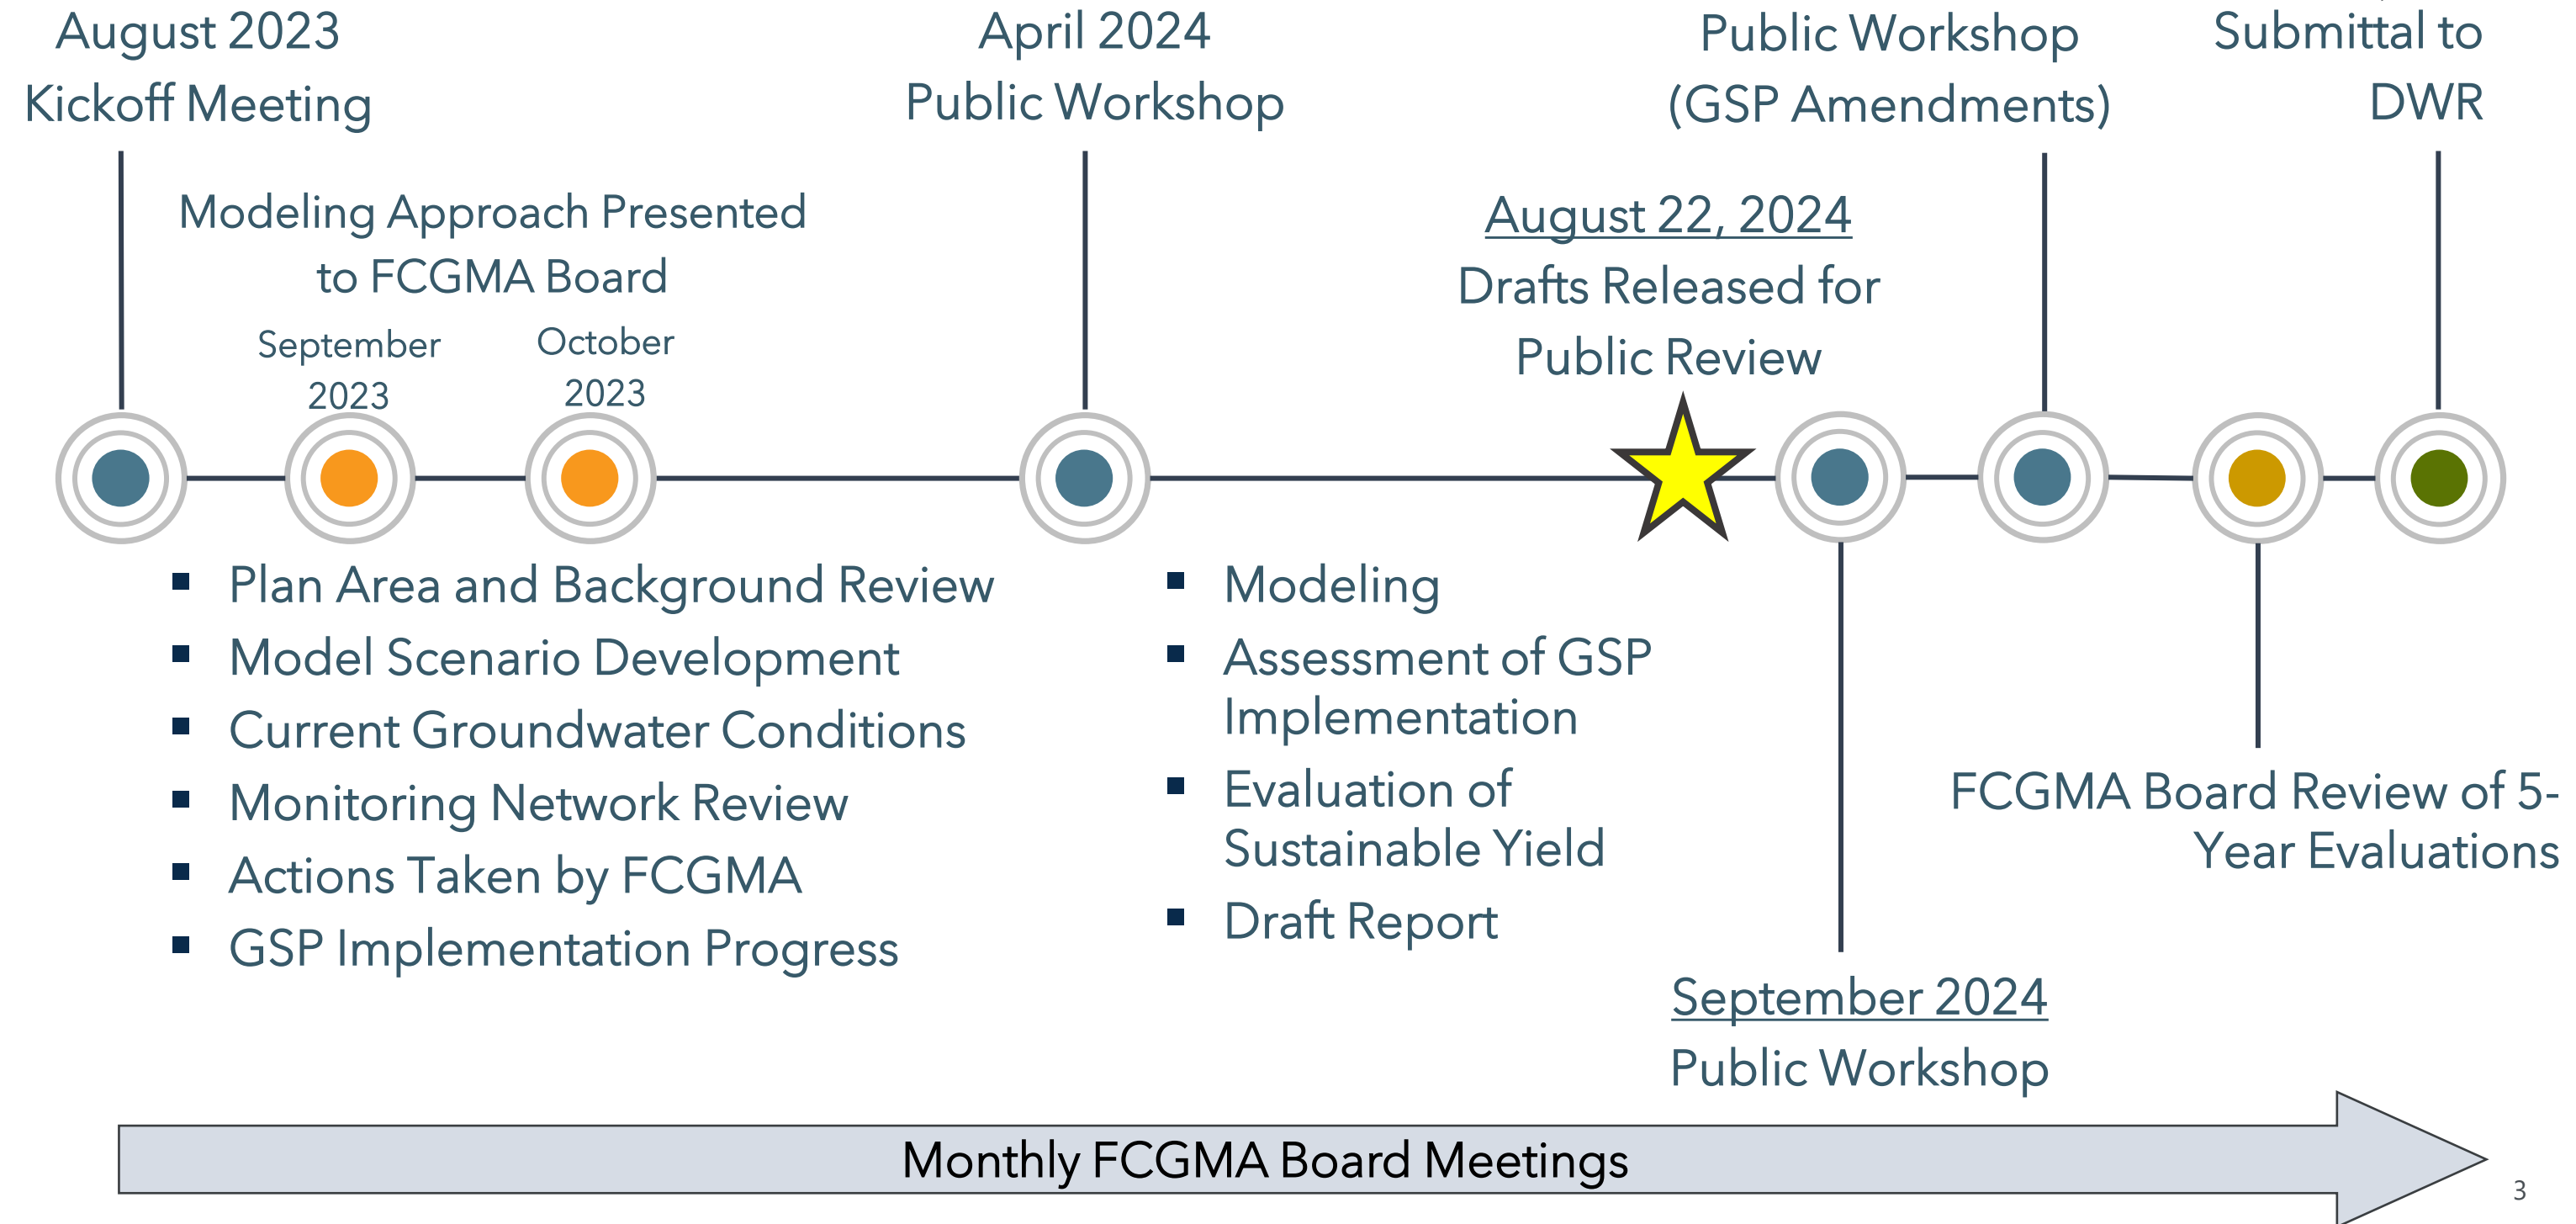 August 2023
Kickoff Meeting
Modeling Approach Presented
to FCGMA Board
September
2023
October
2023
April 2024
Public Workshop
August 22, 2024
Drafts Released for
Public Review
Public Workshop
(GSP Amendments)
Submittal to
DWR
▪ Plan Area and Background Review
▪ Model Scenario Development
▪ Current Groundwater Conditions
▪ Monitoring Network Review
▪ Actions Taken by FCGMA
▪ GSP Implementation Progress
▪ Modeling
▪ Assessment of GSP
Implementation
▪ Evaluation of
Sustainable Yield
▪ Draft Report
September 2024
Public Workshop
FCGMA Board Review of 5-
Year Evaluations
Monthly FCGMA Board Meetings
3